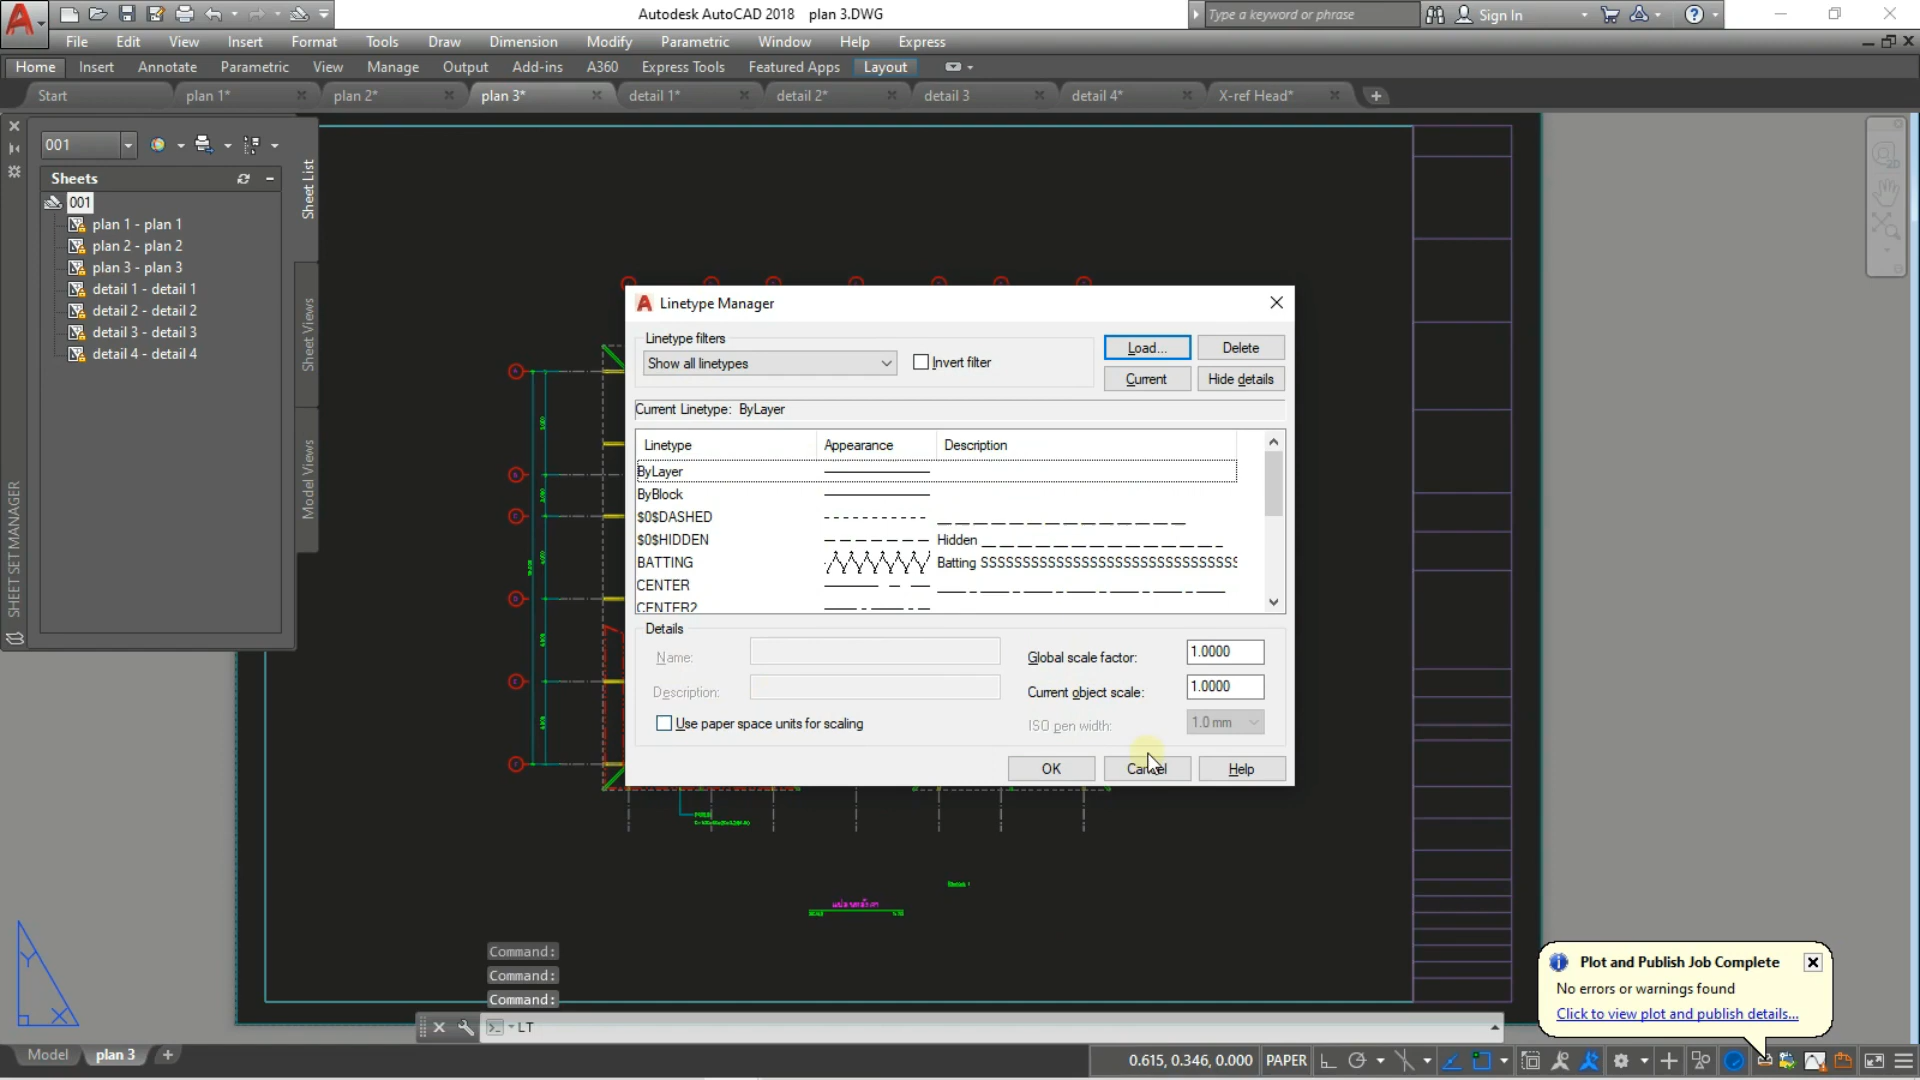 Autodesk AutoCAD 2018 plan 3.DWG
Type a keyword or phrase
Sign In
File Edit View Insert Format Tools Draw Dimension Modify Parametric Window Help Express
Home Insert Annotate Parametric View Manage Output Add-ins A360 Express Tools Featured Apps Layout
Start plan 1* plan 2* plan 3* detail 1* detail 2* detail 3 detail 4* X-ref Head*
001
Sheets
001
plan 1 - plan 1
plan 2 - plan 2
plan 3 - plan 3
detail 1 - detail 1
detail 2 - detail 2
detail 3 - detail 3
detail 4 - detail 4
Sheet List
Sheet Views
Model Views
SHEET SET MANAGER
Linetype Manager
Linetype filters
Show all linetypes
Invert filter
Load...
Delete
Current
Hide details
Current Linetype: ByLayer
Linetype Appearance Description
ByLayer
ByBlock
$0$DASHED
$0$HIDDEN Hidden
BATTING Batting SSSSSSSSSSSSSSSSSSSSSSSSSSSSSSS
CENTER
CENTER2
Details
Name:
Description:
Use paper space units for scaling
Global scale factor: 1.0000
Current object scale: 1.0000
ISO pen width: 1.0 mm
OK
Cancel
Help
Command:
Command:
Command:
LT
Plot and Publish Job Complete
No errors or warnings found
Click to view plot and publish details...
Model plan 3
0.615, 0.346, 0.000 PAPER
Y
X
2D